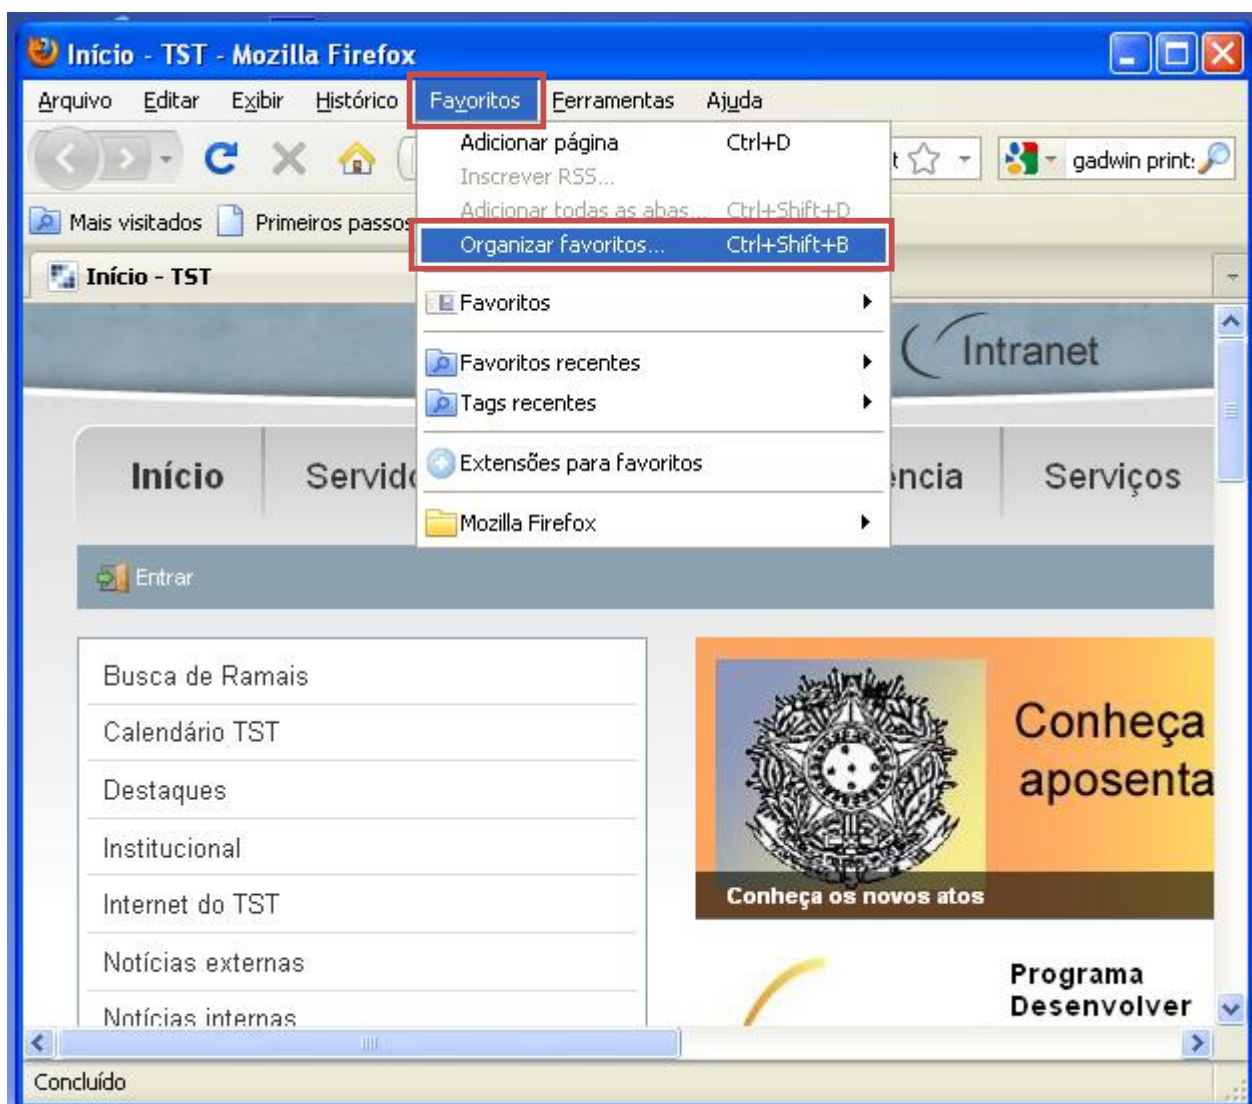 Início - TST - Mozilla Firefox
Arquivo Editar Exibir Histórico Favoritos Ferramentas Ajuda
Adicionar página Ctrl+D
gadwin print:
Inscrever RSS...
Adicionar todas as abas... Ctrl+Shift+D
Mais visitados Primeiros passos
Organizar favoritos... Ctrl+Shift+B
Início - TST
Favoritos
Intranet
Favoritos recentes
Tags recentes
Extensões para favoritos
Início Servido ência Serviços
Mozilla Firefox
Entrar
Busca de Ramais
Calendário TST
Destaques
Institucional
Internet do TST
Notícias externas
Notícias internas
Conheça
aposenta
Conheça os novos atos
Programa
Desenvolver
Concluído